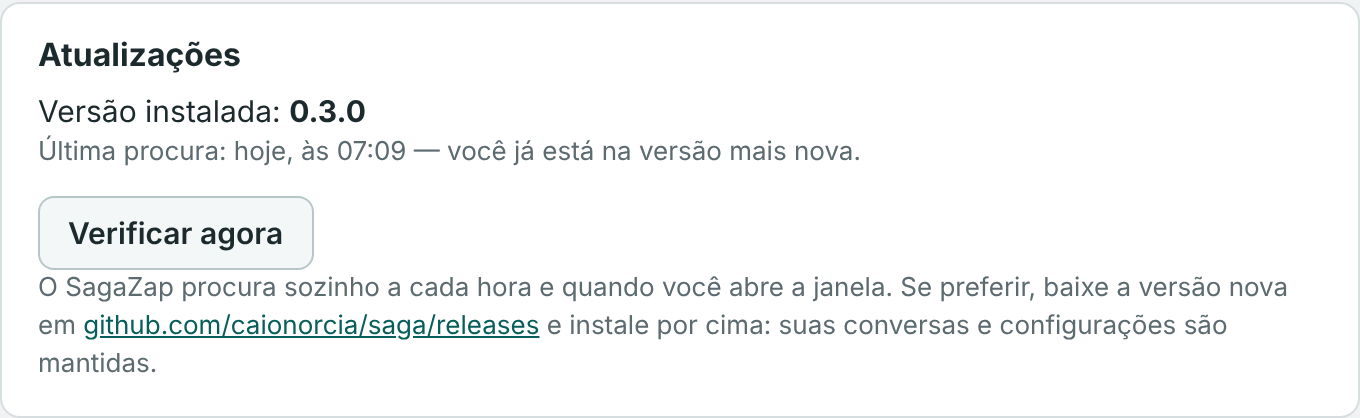 Atualizações
Versão instalada: 0.3.0
Última procura: hoje, às 07:09 — você já está na versão mais nova.
Verificar agora
O SagaZap procura sozinho a cada hora e quando você abre a janela. Se preferir, baixe a versão nova
em github.com/caionorcia/saga/releases e instale por cima: suas conversas e configurações são
mantidas.